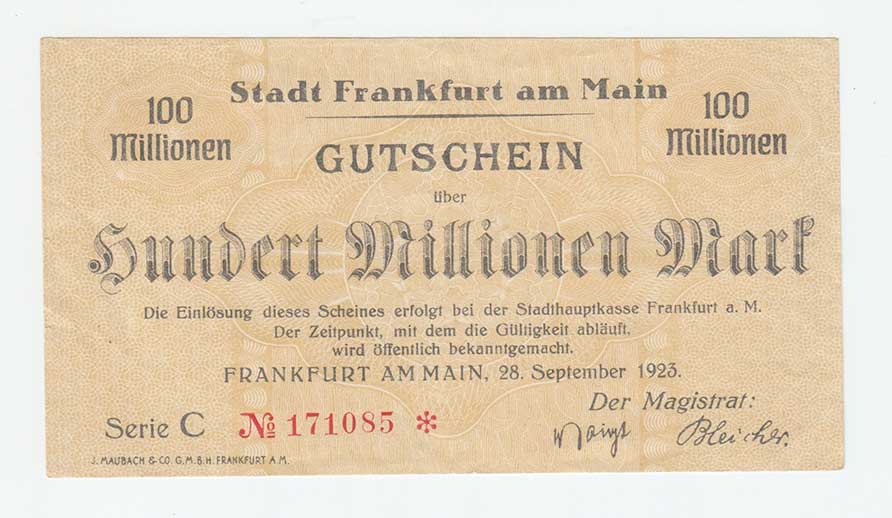 Stadt Frankfurt am Main
100 Millionen
100 Millionen
GUTSCHEIN
über
Hundert Millionen Mark
Die Einlösung dieses Scheines erfolgt bei der Stadthauptkasse Frankfurt a. M.
Der Zeitpunkt, mit dem die Gültigkeit abläuft,
wird öffentlich bekanntgemacht.
FRANKFURT AM MAIN, 28. September 1923.
Der Magistrat:
Serie C № 171085 *
Voigt Bleicher.
J. MAUBACH & CO. G.M.B.H. FRANKFURT A.M.